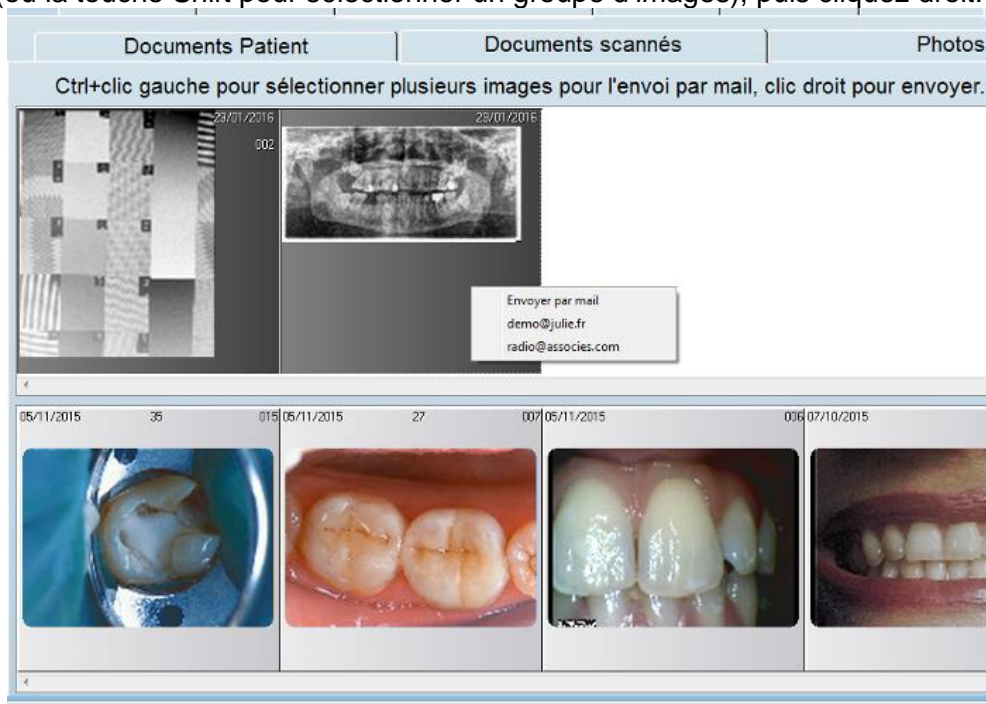 (ou la touche Shift pour sélectionner un groupe d'images), puis cliquez droit.
Documents Patient
Documents scannés
Photos
Ctrl+clic gauche pour sélectionner plusieurs images pour l'envoi par mail, clic droit pour envoyer.
29/01/2016
002
29/01/2016
Envoyer par mail
demo@julie.fr
radio@associes.com
05/11/2015 35 015
05/11/2015 27 007
05/11/2015 006
07/10/2015